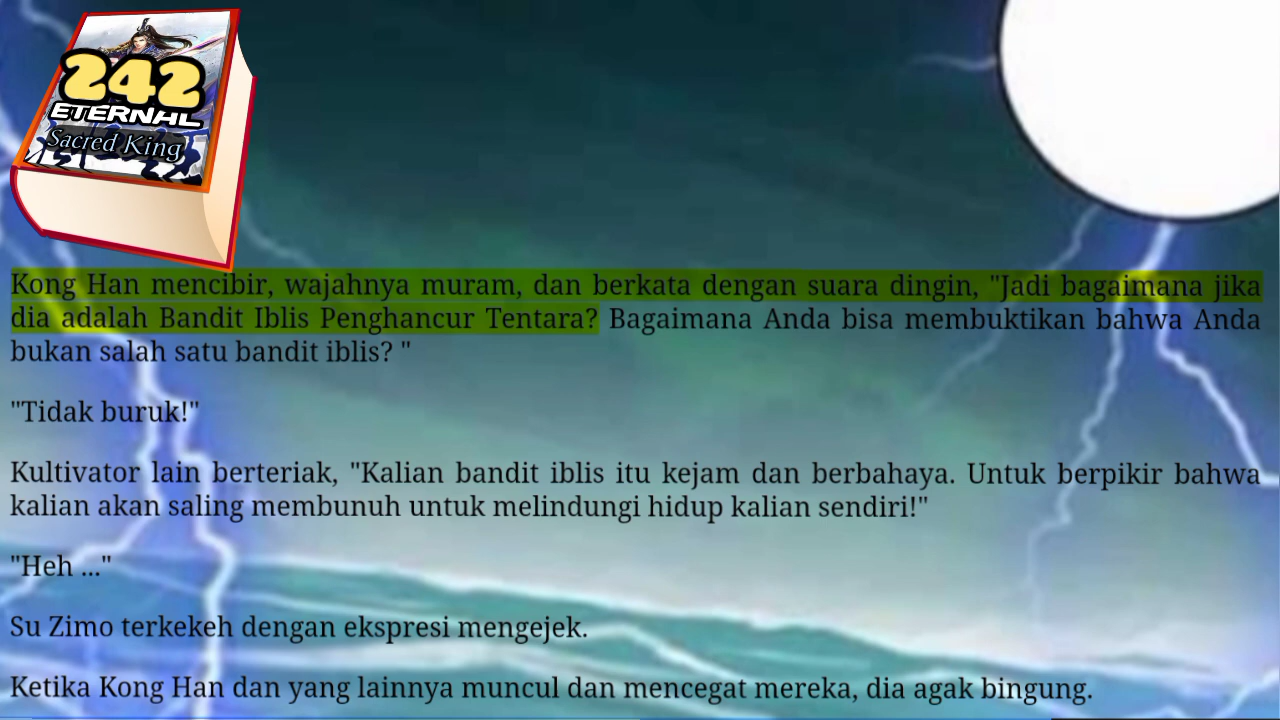 242
ETERNAL
Sacred King
Kong Han mencibir, wajahnya muram, dan berkata dengan suara dingin, "Jadi bagaimana jika
dia adalah Bandit Iblis Penghancur Tentara? Bagaimana Anda bisa membuktikan bahwa Anda
bukan salah satu bandit iblis? "
"Tidak buruk!"
Kultivator lain berteriak, "Kalian bandit iblis itu kejam dan berbahaya. Untuk berpikir bahwa
kalian akan saling membunuh untuk melindungi hidup kalian sendiri!"
"Heh ..."
Su Zimo terkekeh dengan ekspresi mengejek.
Ketika Kong Han dan yang lainnya muncul dan mencegat mereka, dia agak bingung.